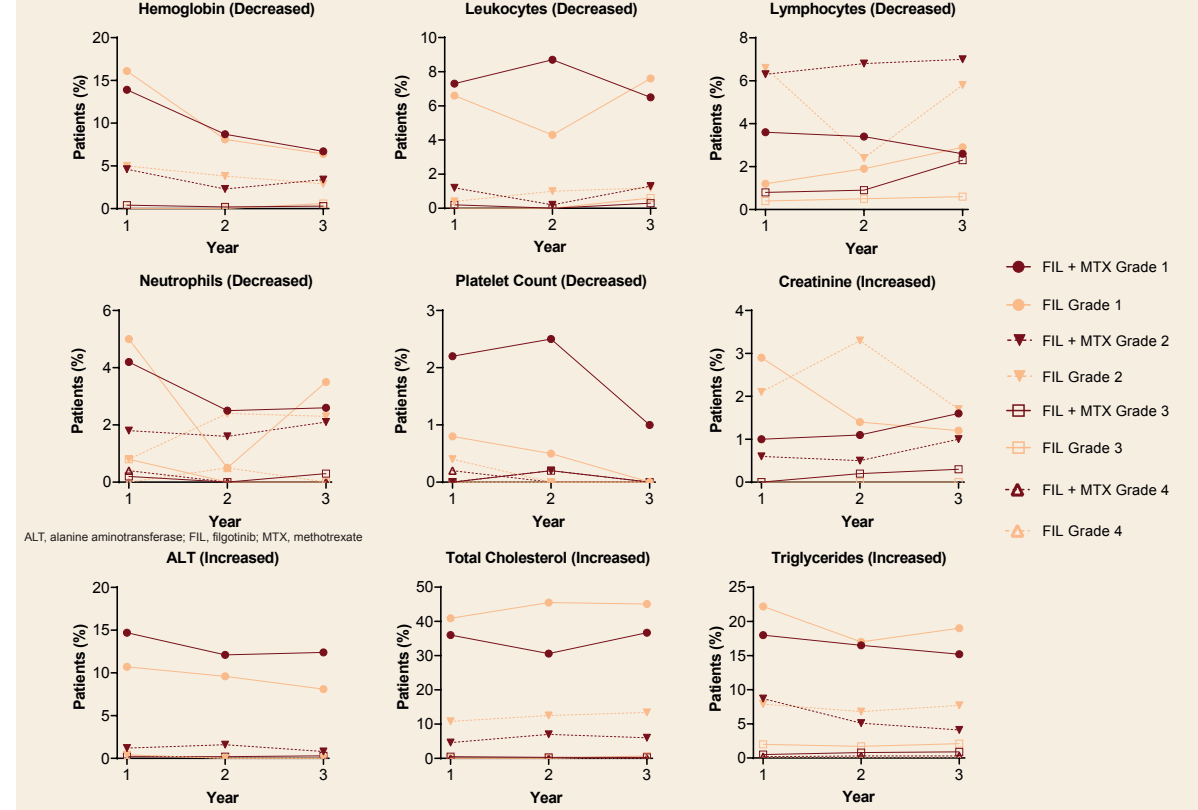 Hemoglobin (Decreased)
20
15
10
5
0
Patients (%)
1 2 3
Year
Leukocytes (Decreased)
10
8
6
4
2
0
Patients (%)
1 2 3
Year
Lymphocytes (Decreased)
8
6
4
2
0
Patients (%)
1 2 3
Year
Neutrophils (Decreased)
6
4
2
0
Patients (%)
1 2 3
Year
Platelet Count (Decreased)
3
2
1
0
Patients (%)
1 2 3
Year
Creatinine (Increased)
4
3
2
1
0
Patients (%)
1 2 3
Year
FIL + MTX Grade 1
FIL Grade 1
FIL + MTX Grade 2
FIL Grade 2
FIL + MTX Grade 3
FIL Grade 3
FIL + MTX Grade 4
FIL Grade 4
ALT, alanine aminotransferase; FIL, filgotinib; MTX, methotrexate
ALT (Increased)
20
15
10
5
0
Patients (%)
1 2 3
Year
Total Cholesterol (Increased)
50
40
30
20
10
0
Patients (%)
1 2 3
Year
Triglycerides (Increased)
25
20
15
10
5
0
Patients (%)
1 2 3
Year